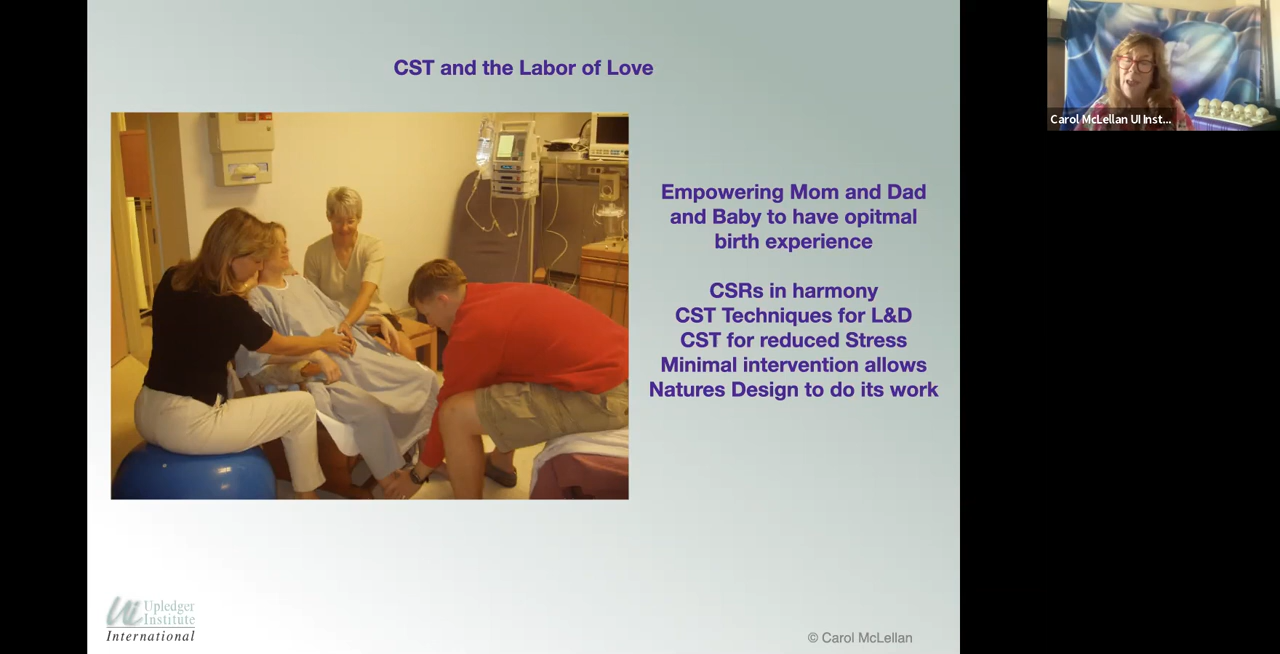 CST and the Labor of Love
Carol McLellan UI Inst...
Empowering Mom and Dad
and Baby to have opitmal
birth experience
CSRs in harmony
CST Techniques for L&D
CST for reduced Stress
Minimal intervention allows
Natures Design to do its work
Ui Upledger
Institute
International
© Carol McLellan